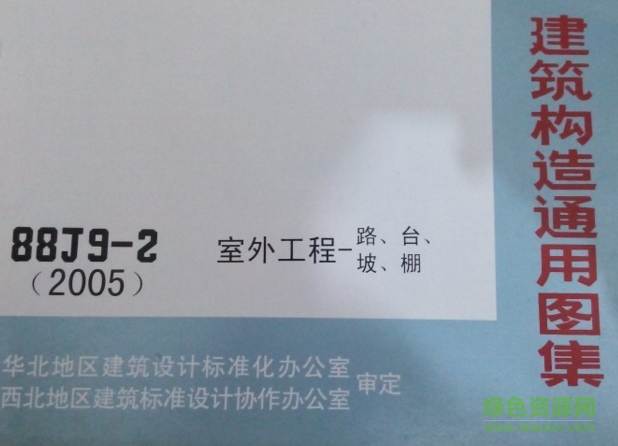 建筑构造通用图集
88J9-2
（2005）
室外工程-路、台、
坡、棚
华北地区建筑设计标准化办公室
西北地区建筑标准设计协作办公室
审定
绿色资源网